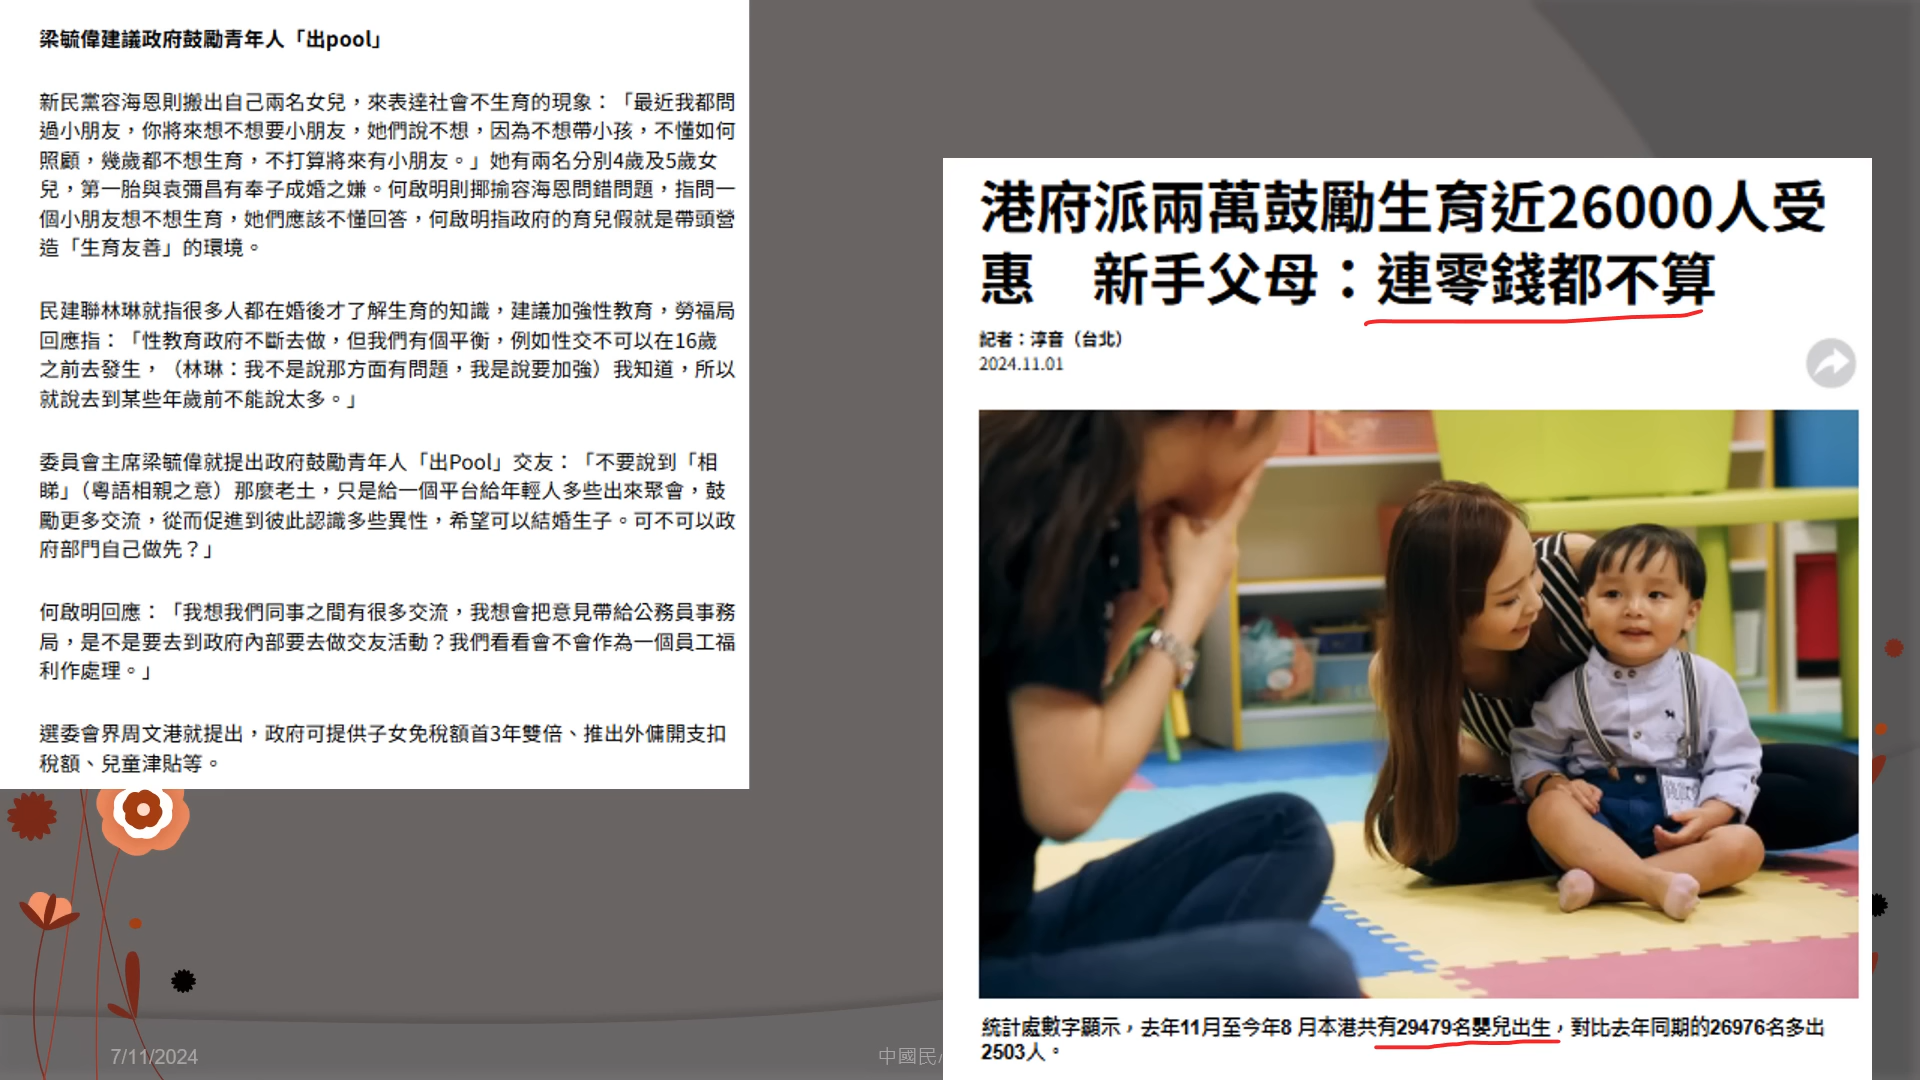 梁毓偉建議政府鼓勵青年人「出pool」
新民黨容海恩則搬出自己兩名女兒，來表達社會不生育的現象：「最近我都問
過小朋友，你將來想不想要小朋友，她們說不想，因為不想帶小孩，不懂如何
照顧，幾歲都不想生育，不打算將來有小朋友。」她有兩名分別4歲及5歲女
兒，第一胎與袁彌昌有奉子成婚之嫌。何啟明則揶揄容海恩問錯問題，指問一
個小朋友想不想生育，她們應該不懂回答，何啟明指政府的育兒假就是帶頭營
造「生育友善」的環境。
民建聯林琳就指很多人都在婚後才了解生育的知識，建議加強性教育，勞福局
回應指：「性教育政府不斷去做，但我們有個平衡，例如性交不可以在16歲
之前去發生，（林琳：我不是說那方面有問題，我是說要加強）我知道，所以
就說去到某些年歲前不能說太多。」
委員會主席梁毓偉就提出政府鼓勵青年人「出Pool」交友：「不要說到「相
睇」（粵語相親之意）那麼老土，只是給一個平台給年輕人多些出來聚會，鼓
勵更多交流，從而促進到彼此認識多些異性，希望可以結婚生子。可不可以政
府部門自己做先？」
何啟明回應：「我想我們同事之間有很多交流，我想會把意見帶給公務員事務
局，是不是要去到政府內部要去做交友活動？我們看看會不會作為一個員工福
利作處理。」
選委會界周文港就提出，政府可提供子女免稅額首3年雙倍、推出外傭開支扣
稅額、兒童津貼等。
港府派兩萬鼓勵生育近26000人受
惠　新手父母：連零錢都不算
記者：淳音（台北）
2024.11.01
統計處數字顯示，去年11月至今年8 月本港共有29479名嬰兒出生，對比去年同期的26976名多出
2503人。
7/11/2024
中國民